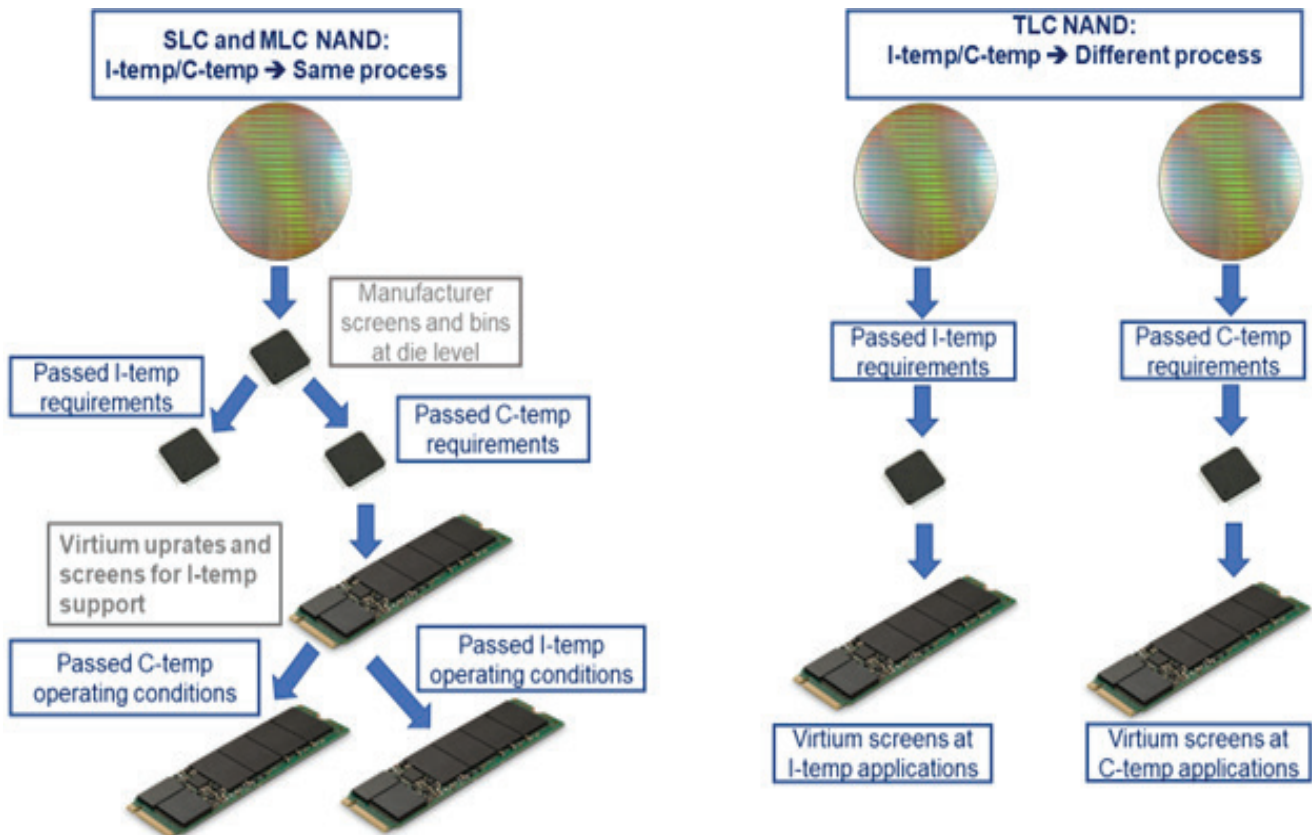 SLC and MLC NAND:
I-temp/C-temp ➔ Same process
Manufacturer
screens and bins
at die level
Passed I-temp
requirements
Passed C-temp
requirements
Virtium uprates and
screens for I-temp
support
Passed C-temp
operating conditions
Passed I-temp
operating conditions
TLC NAND:
I-temp/C-temp ➔ Different process
Passed I-temp
requirements
Passed C-temp
requirements
Virtium screens at
I-temp applications
Virtium screens at
C-temp applications